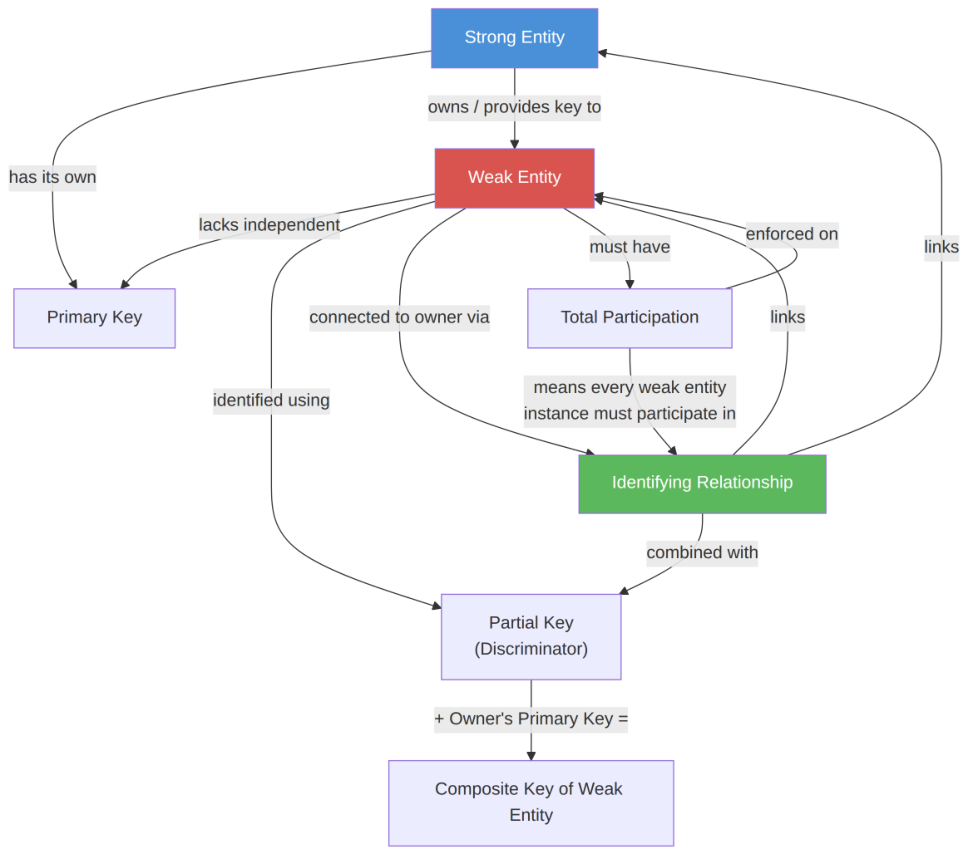 Strong Entity
owns / provides key to
has its own
Weak Entity
lacks independent
must have
enforced on
links
Primary Key
connected to owner via
Total Participation
links
identified using
means every weak entity
instance must participate in
Identifying Relationship
combined with
Partial Key
(Discriminator)
+ Owner's Primary Key =
Composite Key of Weak
Entity